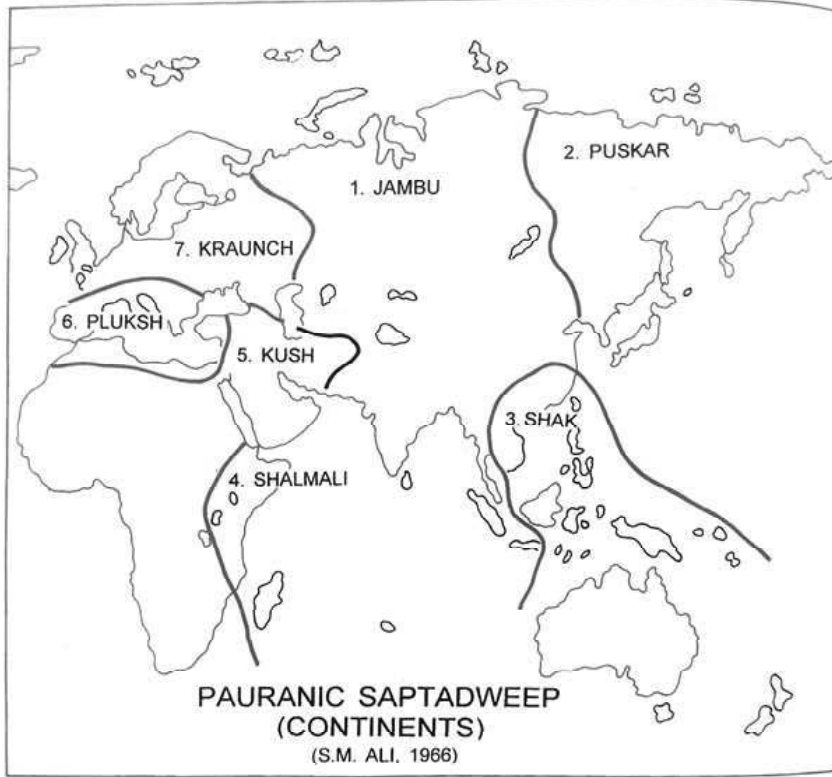 1. JAMBU
2. PUSKAR
7. KRAUNCH
6. PLUKSH
5. KUSH
3. SHAK
4. SHALMALI
PAURANIC SAPTADWEEP
(CONTINENTS)
(S.M. ALI, 1966)